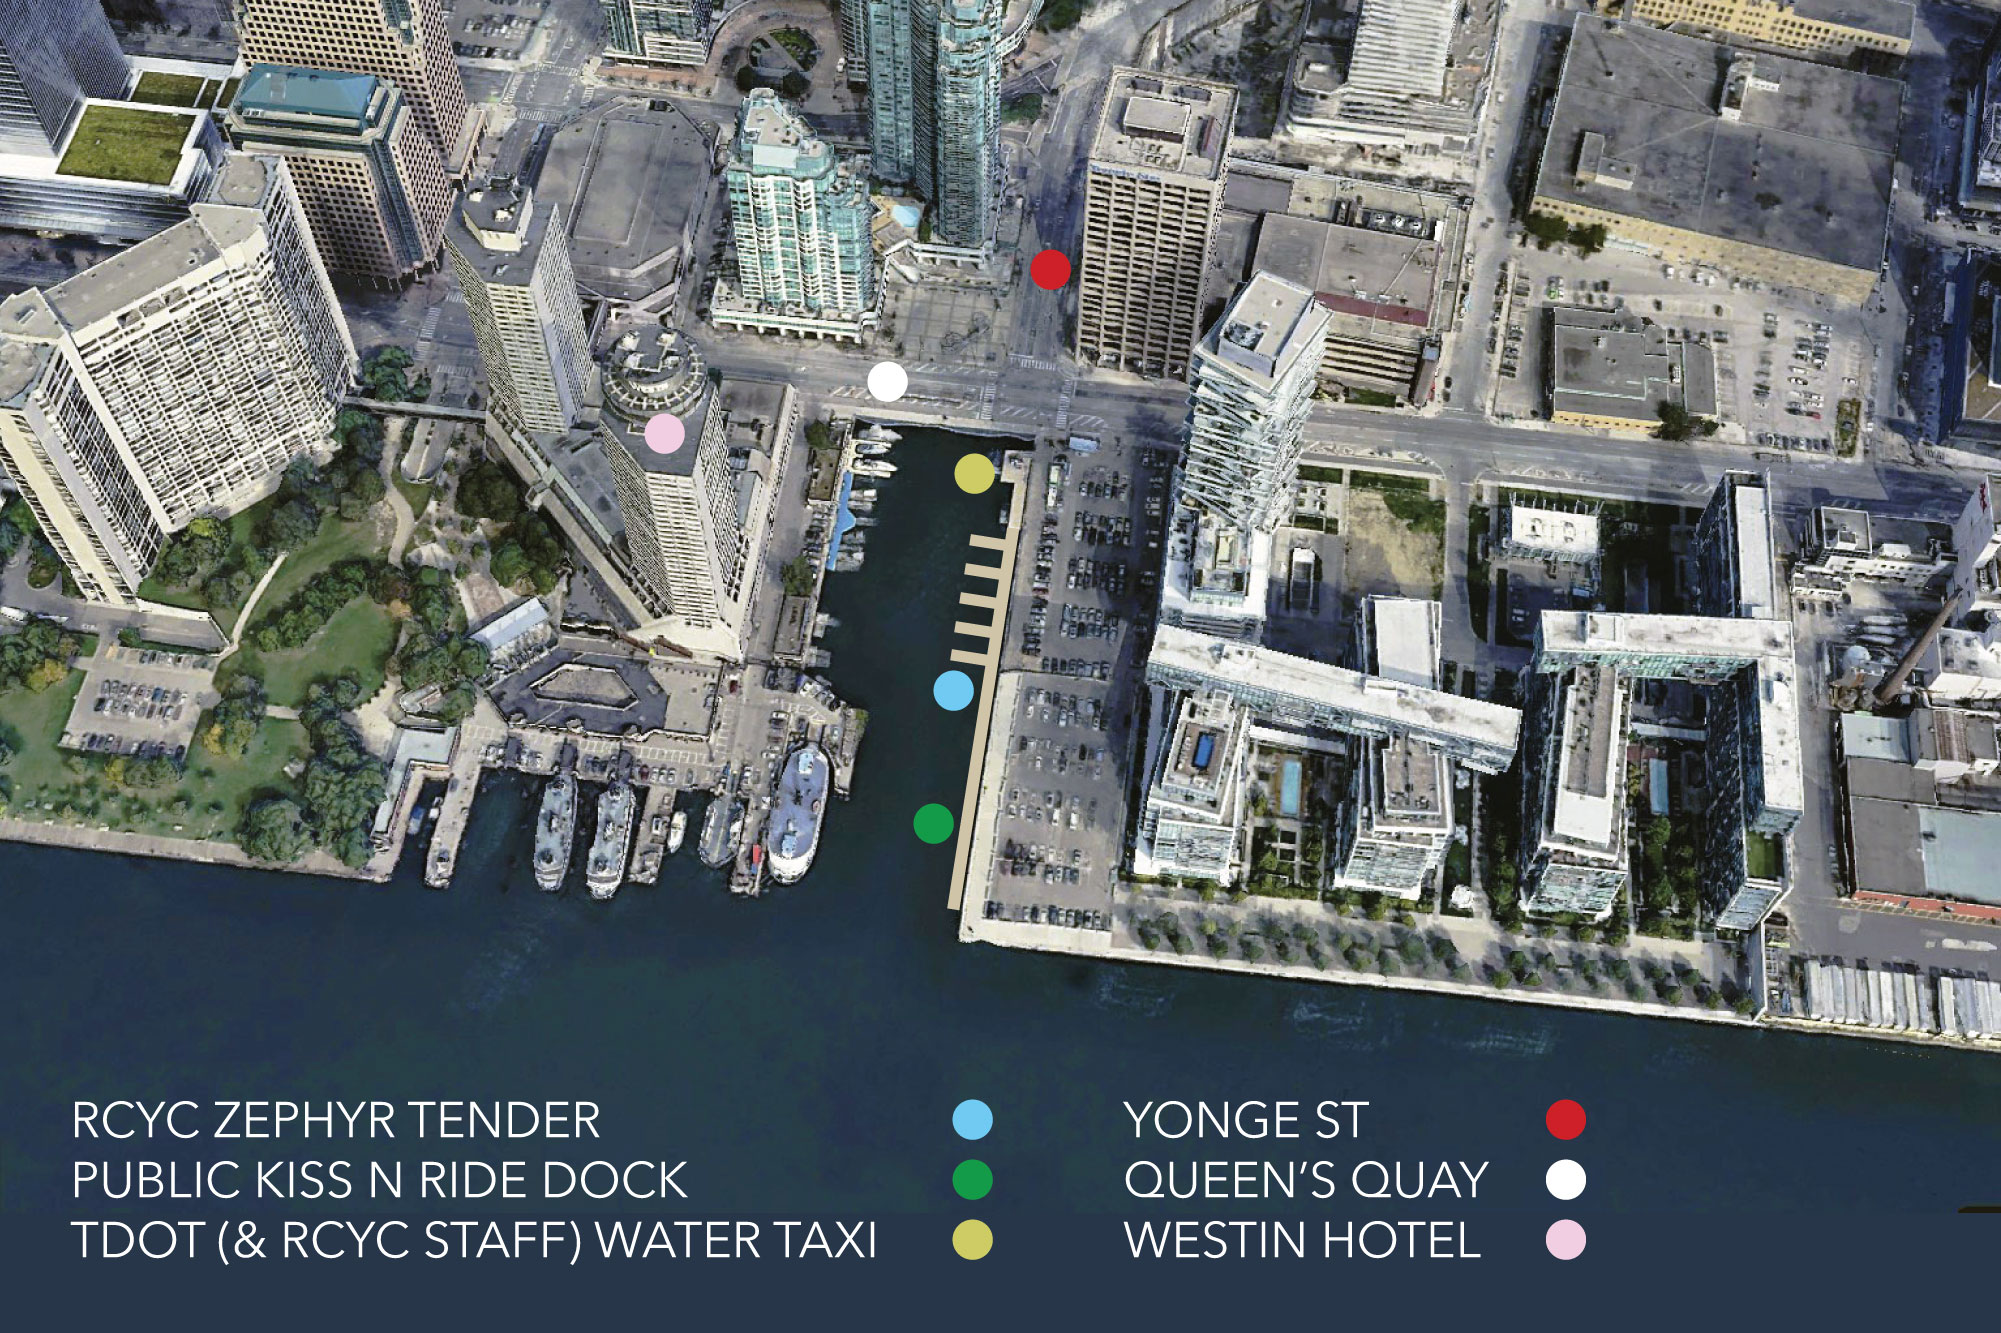 RCYC ZEPHYR TENDER
PUBLIC KISS N RIDE DOCK
TDOT (& RCYC STAFF) WATER TAXI
YONGE ST
QUEEN'S QUAY
WESTIN HOTEL